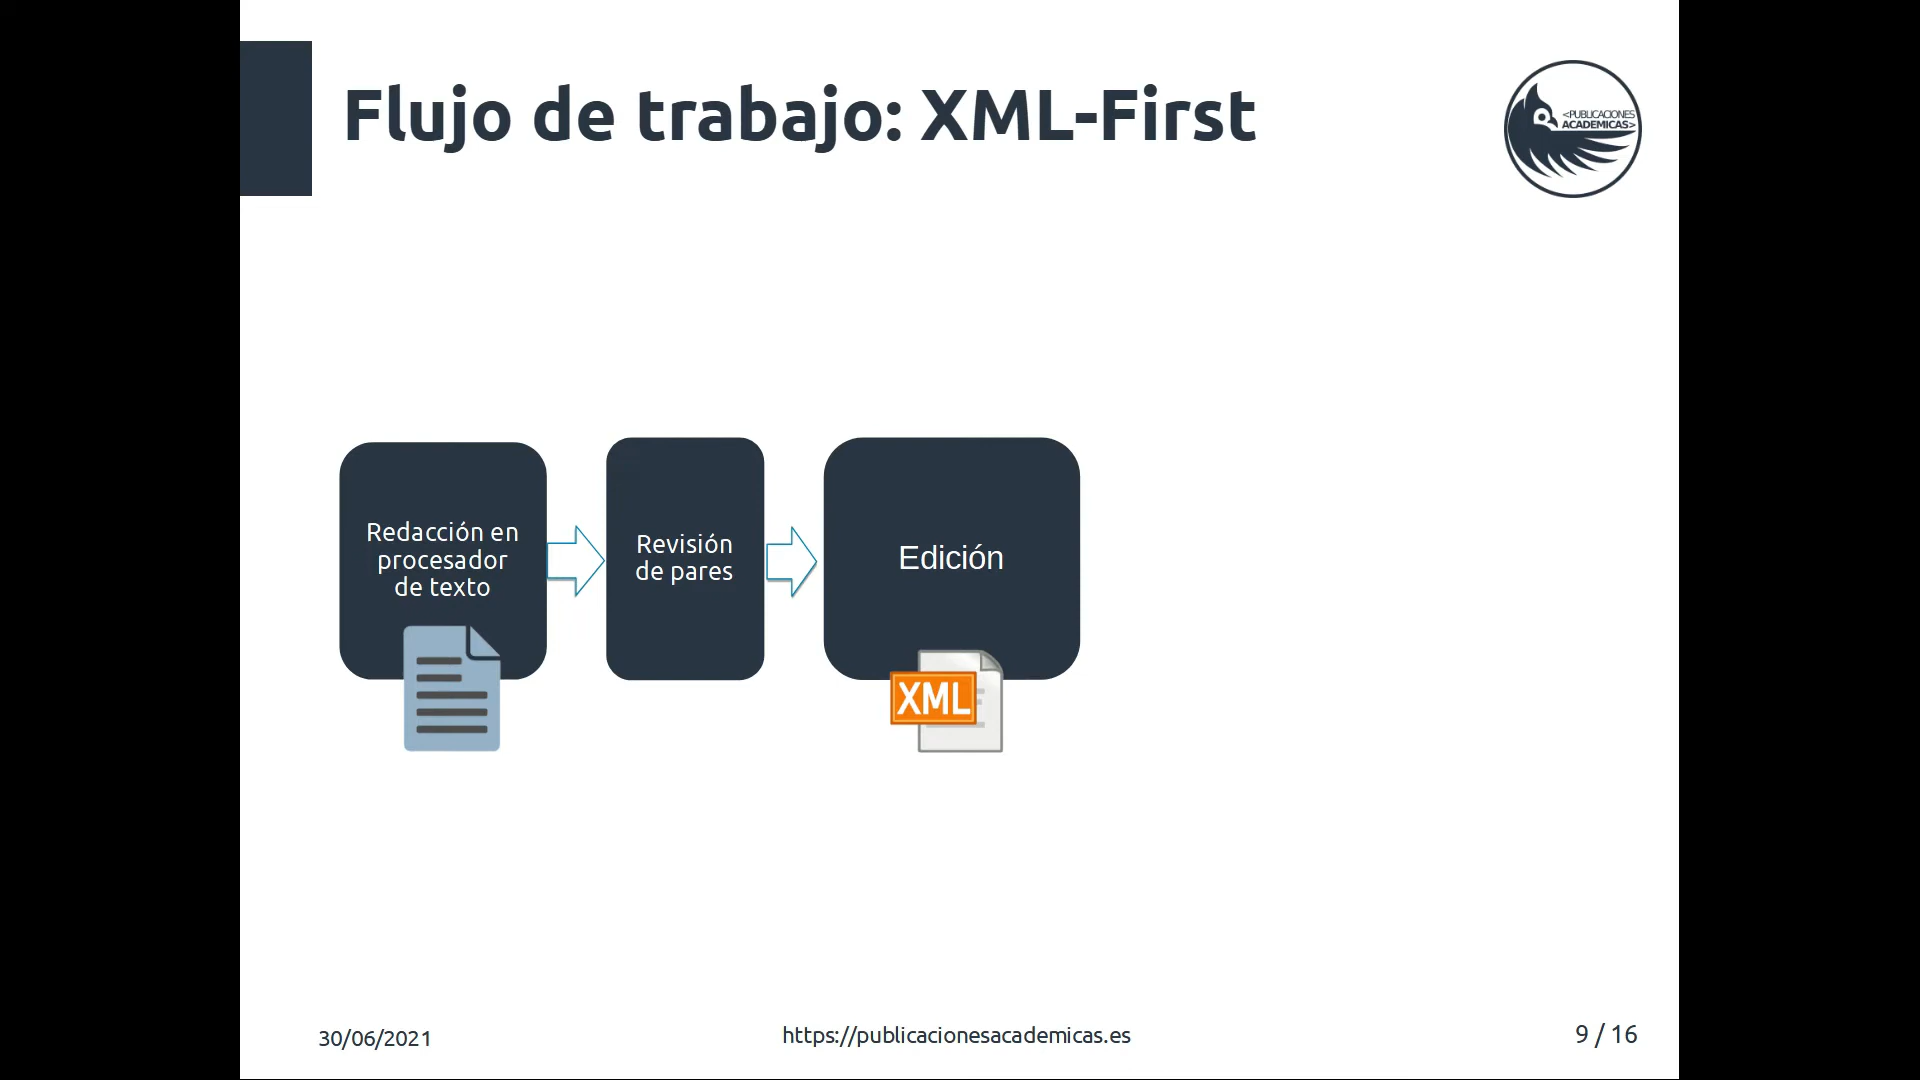 Flujo de trabajo: XML-First
<PUBLICACIONES
ACADEMICAS>
Redacción en
procesador
de texto
Revisión
de pares
Edición
XML
30/06/2021
https://publicacionesacademicas.es
9 / 16